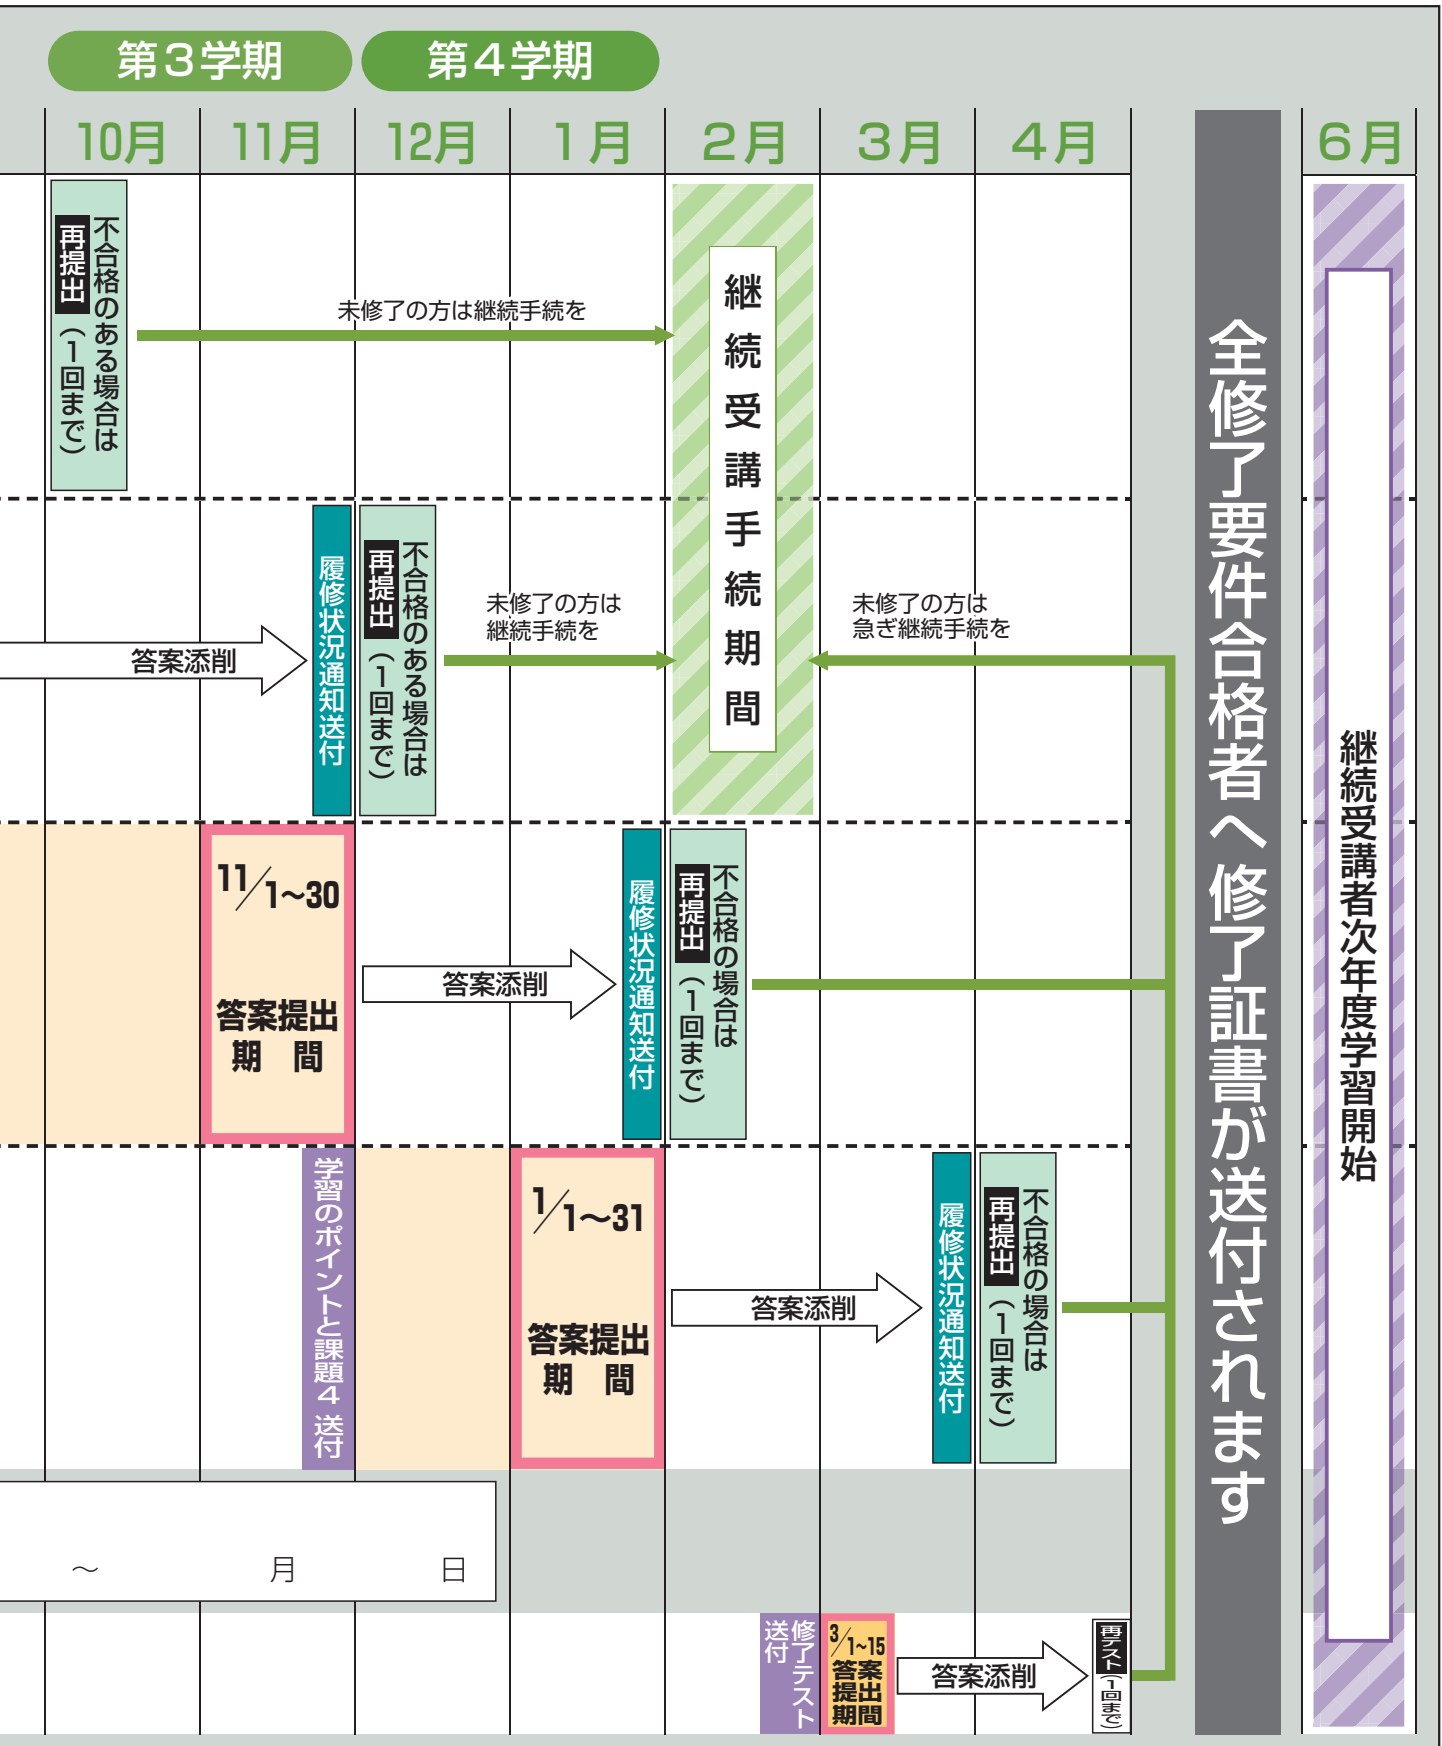 第3学期
第4学期
10月
11月
12月
1月
2月
3月
4月
6月
不合格のある場合は
再提出(1回まで)
未修了の方は継続手続を
継続受講手続期間
履修状況通知送付
不合格のある場合は
再提出(1回まで)
答案添削
未修了の方は
継続手続を
未修了の方は
急ぎ継続手続を
11/1~30
答案提出
期 間
答案添削
履修状況通知送付
不合格の場合は
再提出(1回まで)
学習のポイントと課題4 送付
1/1~31
答案提出
期 間
答案添削
履修状況通知送付
不合格の場合は
再提出(1回まで)
~ 月 日
修了テスト
送付
3/1~15
答案
提出
期間
答案添削
再テスト(1回まで)
全修了要件合格者へ修了証書が送付されます
継続受講者次年度学習開始